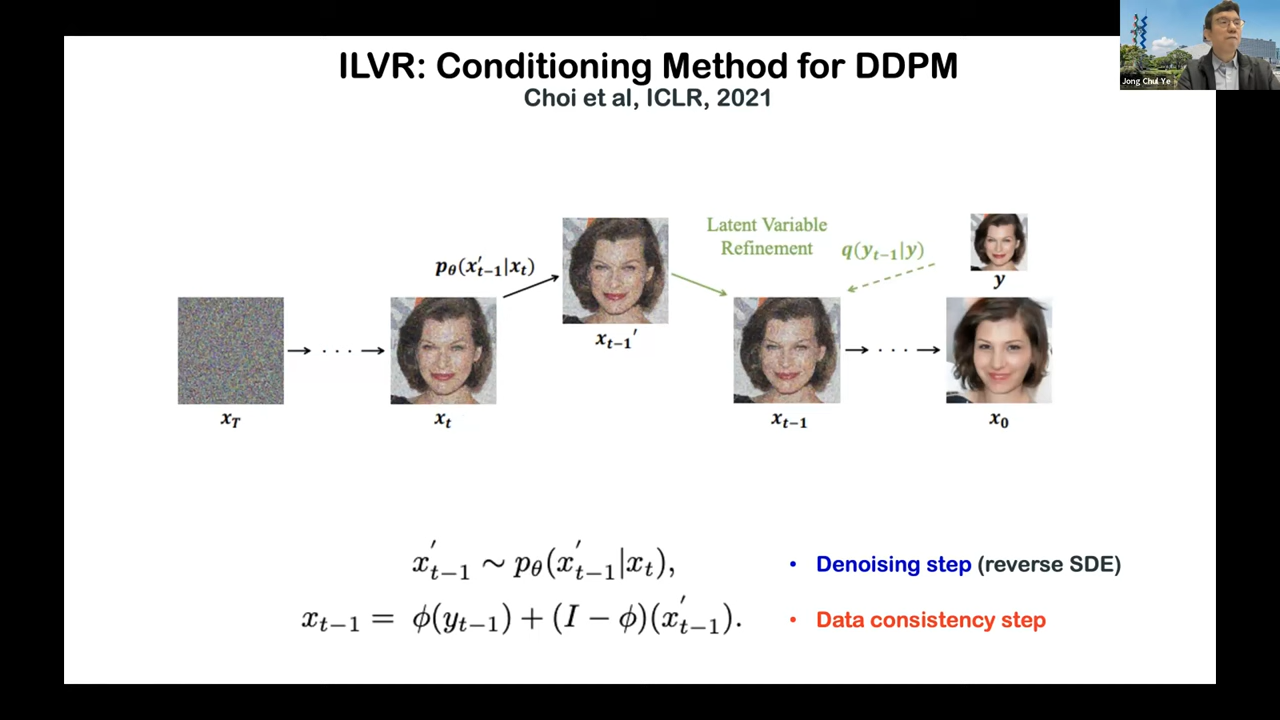 ILVR: Conditioning Method for DDPM
Choi et al, ICLR, 2021
Jong Chul Ye
Latent Variable
Refinement
q(y_{t−1}|y)
p_θ(x'_{t−1}|x_t)
y
x_{t−1}'
x_T
x_t
x_{t−1}
x_0
x'_{t−1} ∼ p_θ(x'_{t−1}|x_t),
• Denoising step (reverse SDE)
x_{t−1} = ϕ(y_{t−1}) + (I − ϕ)(x'_{t−1}).
• Data consistency step